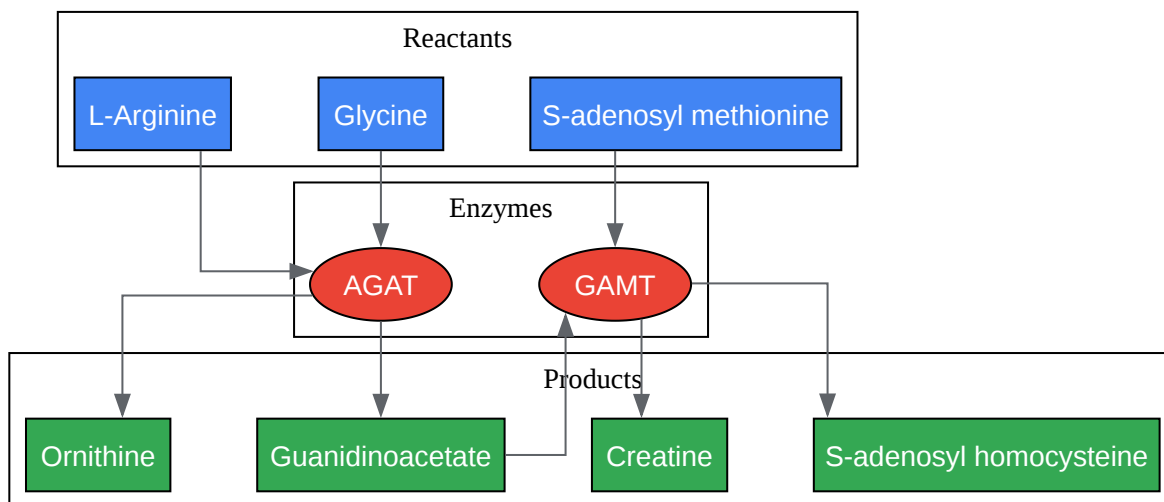 Reactants
L-Arginine
Glycine
S-adenosyl methionine
Enzymes
AGAT
GAMT
Products
Ornithine
Guanidinoacetate
Creatine
S-adenosyl homocysteine